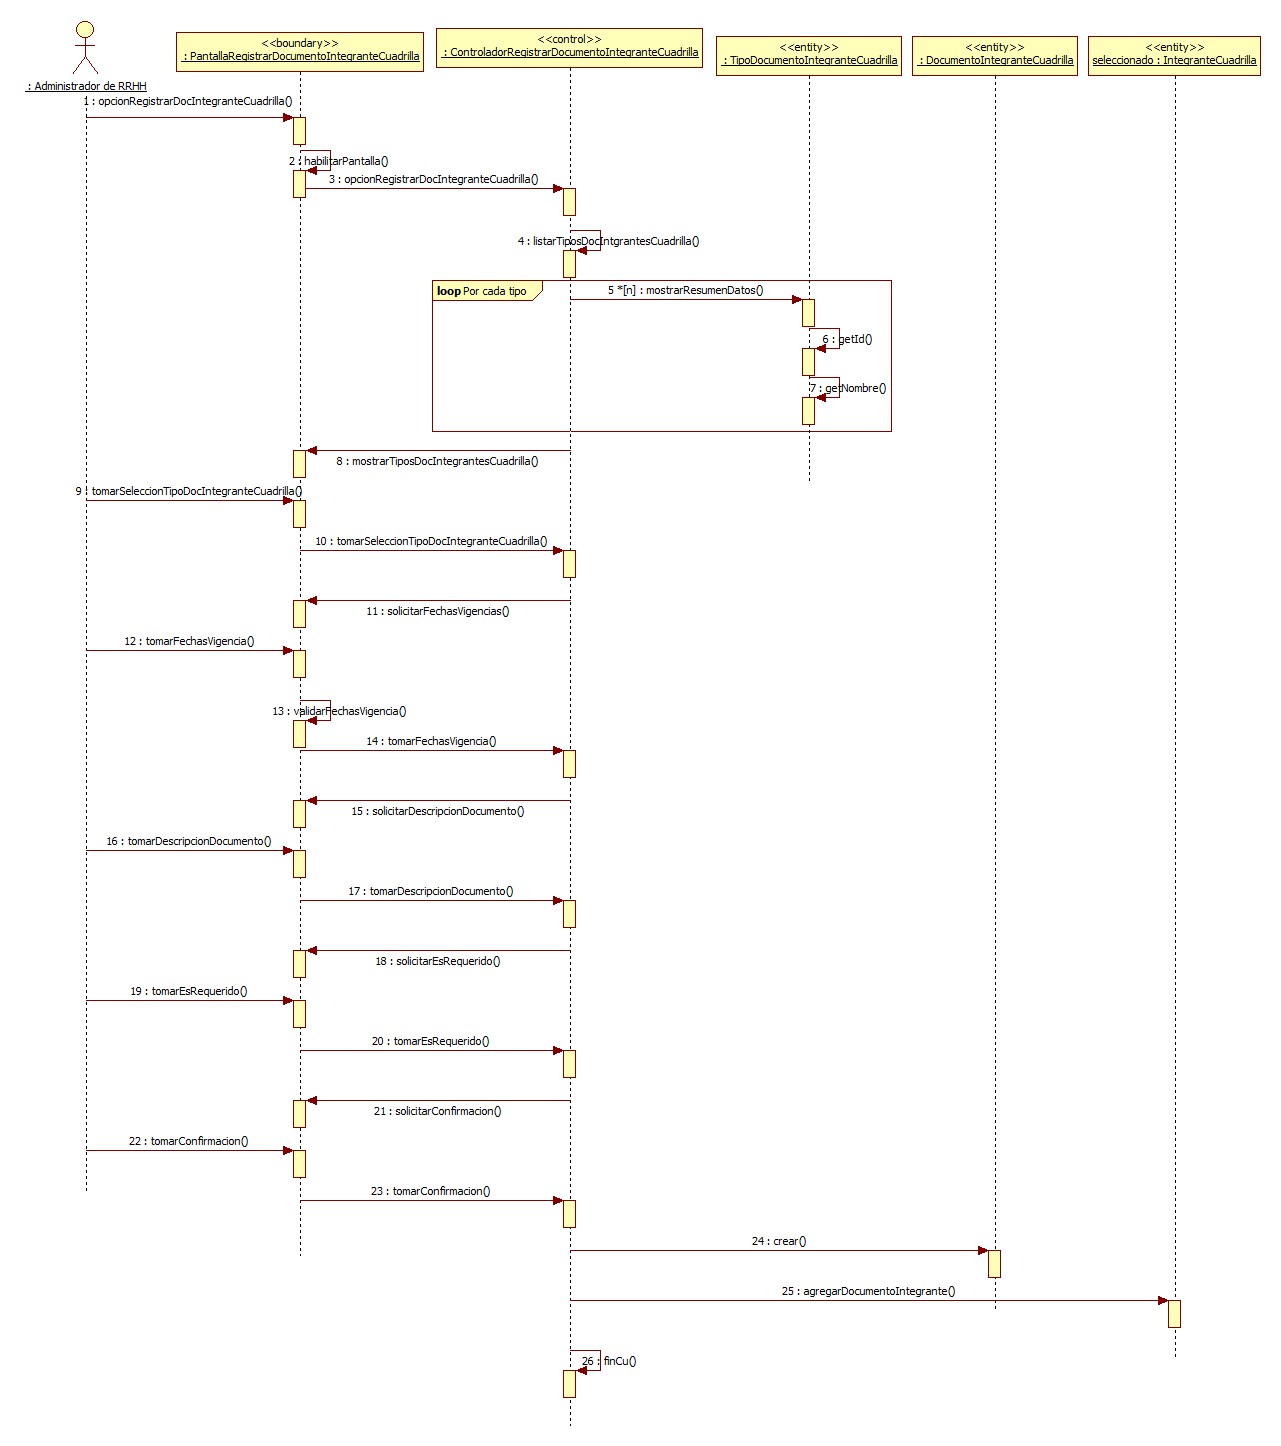 <<boundary>>
: PantallaRegistrarDocumentoIntegranteCuadrilla
<<control>>
: ControladorRegistrarDocumentoIntegranteCuadrilla
<<entity>>
: TipoDocumentoIntegranteCuadrilla
<<entity>>
: DocumentoIntegranteCuadrilla
<<entity>>
seleccionado : IntegranteCuadrilla
: Administrador de RRHH
1 : opcionRegistrarDocIntegranteCuadrilla()
2 : habilitarPantalla()
3 : opcionRegistrarDocIntegranteCuadrilla()
4 : listarTiposDocIntgrantesCuadrilla()
loop Por cada tipo
5 *[n] : mostrarResumenDatos()
6 : getId()
7 : getNombre()
8 : mostrarTiposDocIntegrantesCuadrilla()
9 : tomarSeleccionTipoDocIntegranteCuadrilla()
10 : tomarSeleccionTipoDocIntegranteCuadrilla()
11 : solicitarFechasVigencias()
12 : tomarFechasVigencia()
13 : validarFechasVigencia()
14 : tomarFechasVigencia()
15 : solicitarDescripcionDocumento()
16 : tomarDescripcionDocumento()
17 : tomarDescripcionDocumento()
18 : solicitarEsRequerido()
19 : tomarEsRequerido()
20 : tomarEsRequerido()
21 : solicitarConfirmacion()
22 : tomarConfirmacion()
23 : tomarConfirmacion()
24 : crear()
25 : agregarDocumentoIntegrante()
26 : finCu()